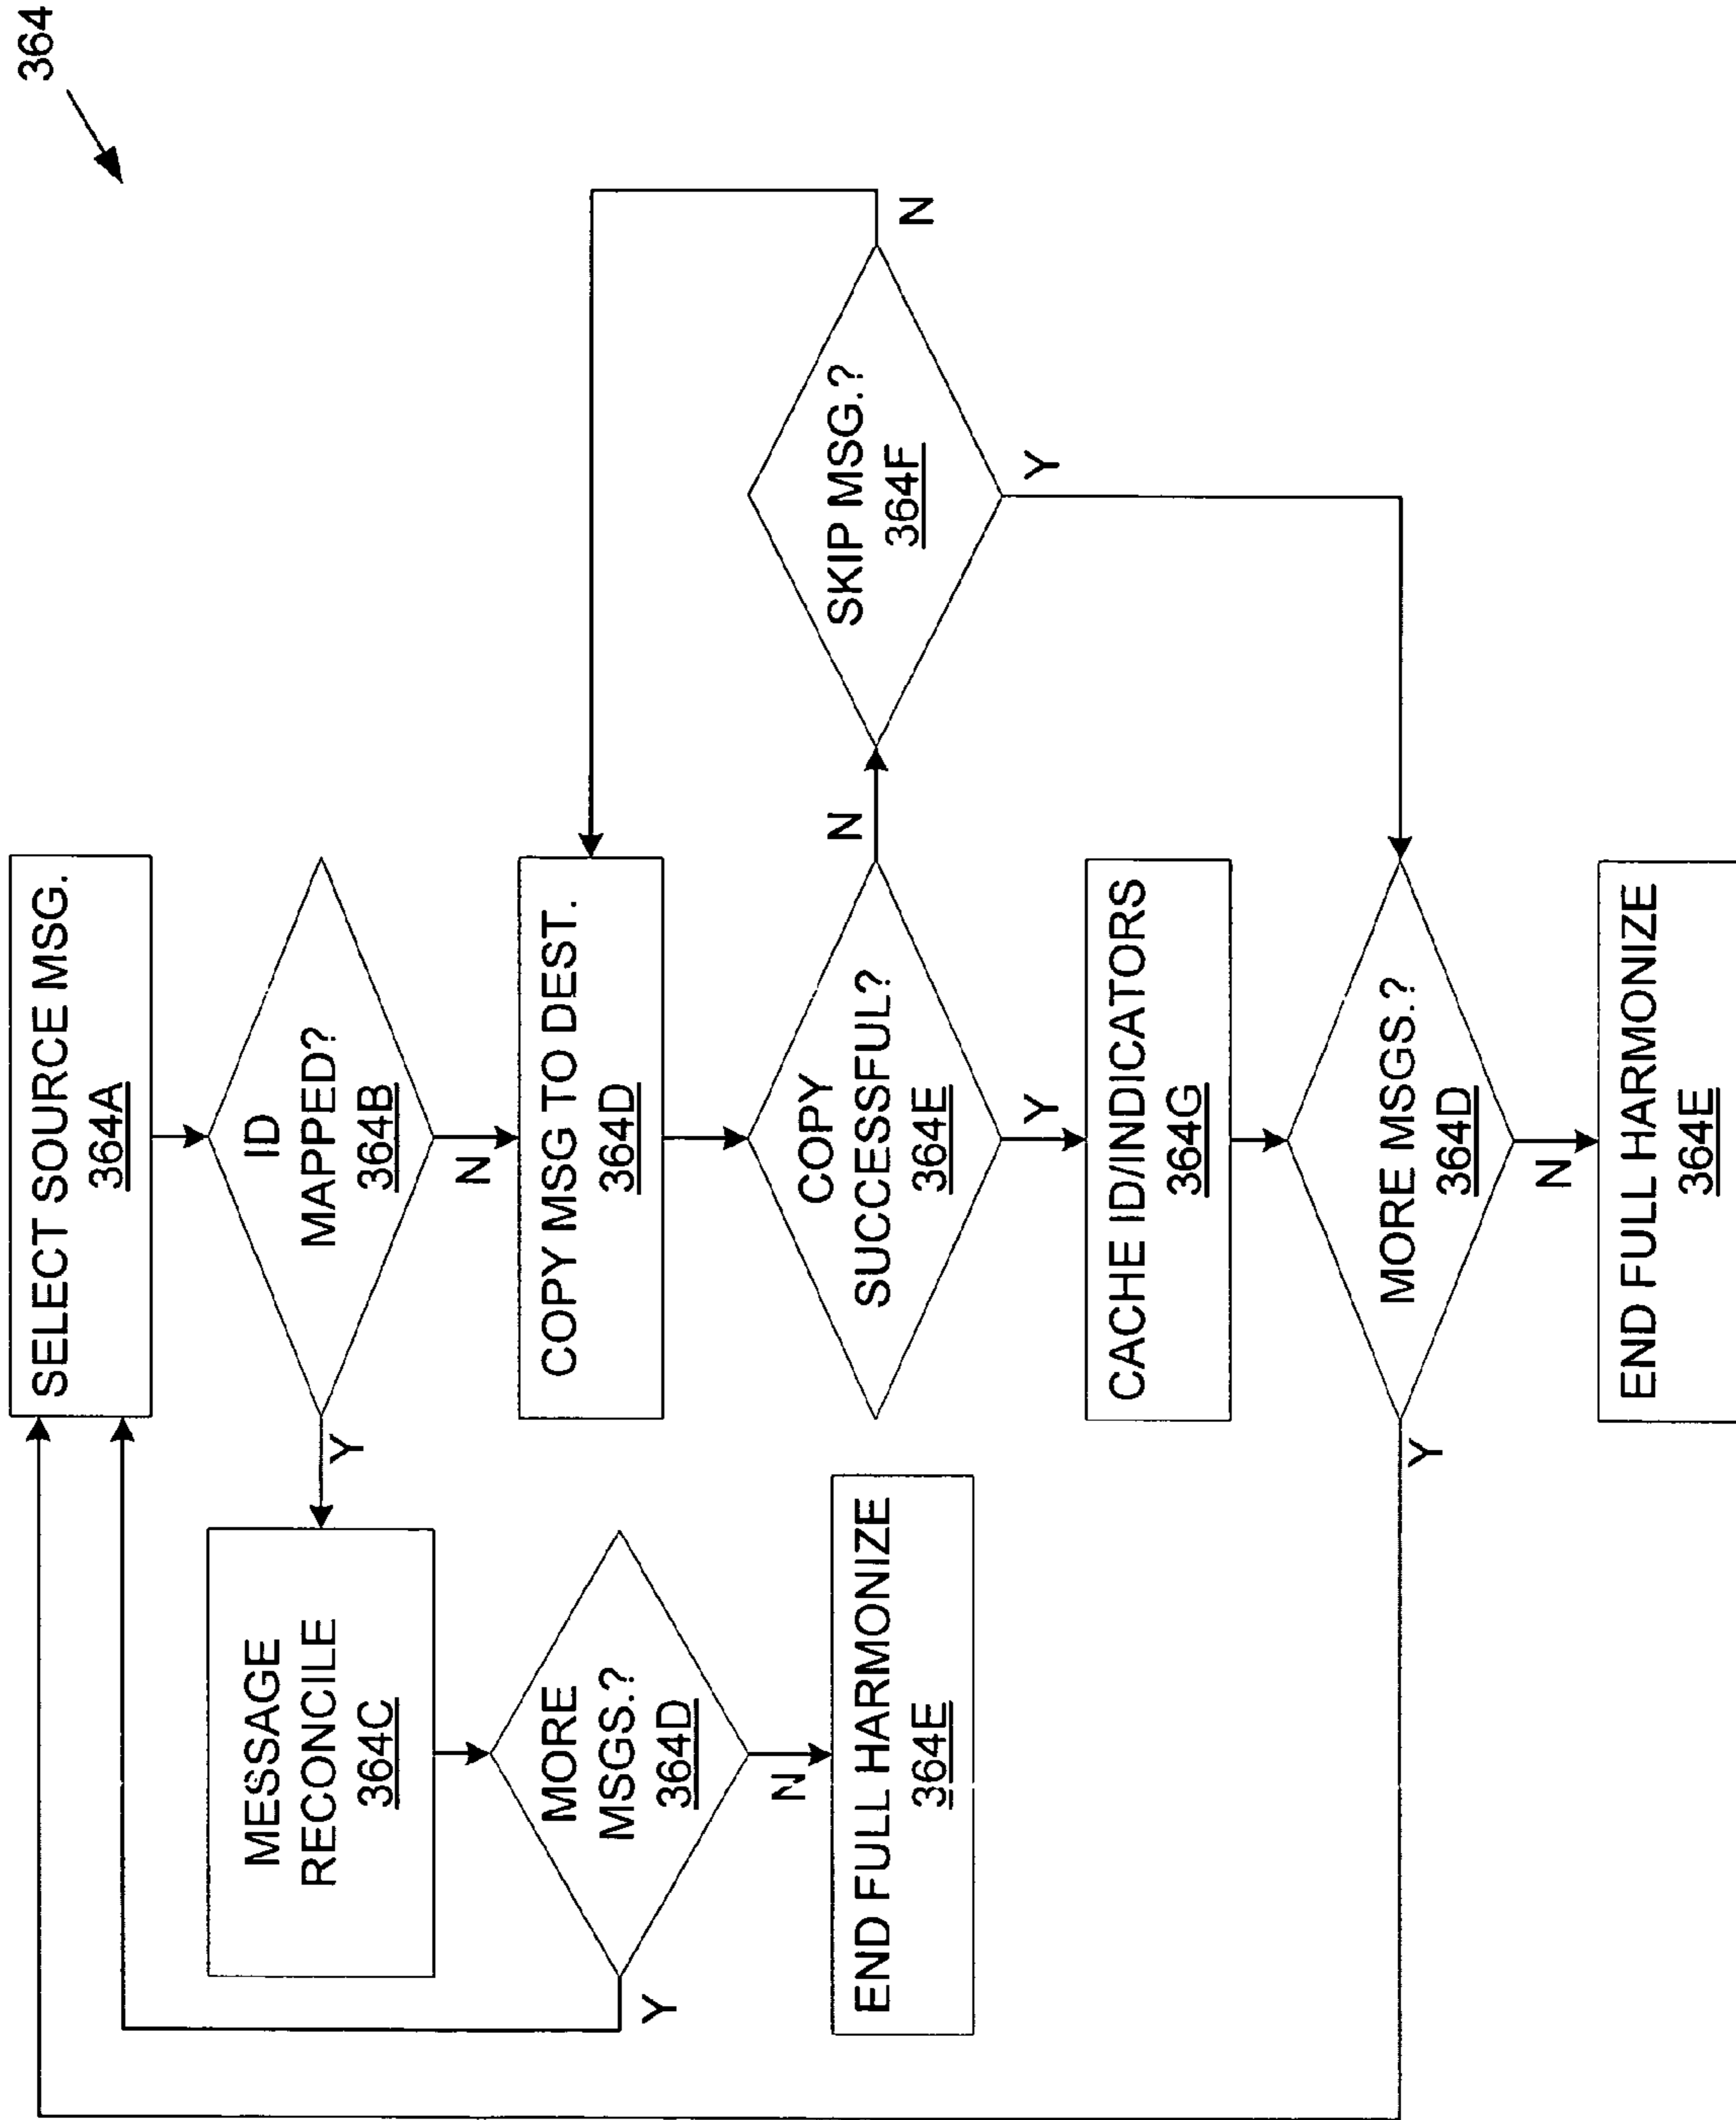 364
SELECT SOURCE MSG.
364A
ID
MAPPED?
364B
Y
N
MESSAGE
RECONCILE
364C
MORE
MSGS.?
364D
Y
N
END FULL HARMONIZE
364E
COPY MSG TO DEST.
364D
COPY
SUCCESSFUL?
364E
N
Y
SKIP MSG.?
364F
N
Y
CACHE ID/INDICATORS
364G
MORE MSGS.?
364D
Y
N
END FULL HARMONIZE
364E